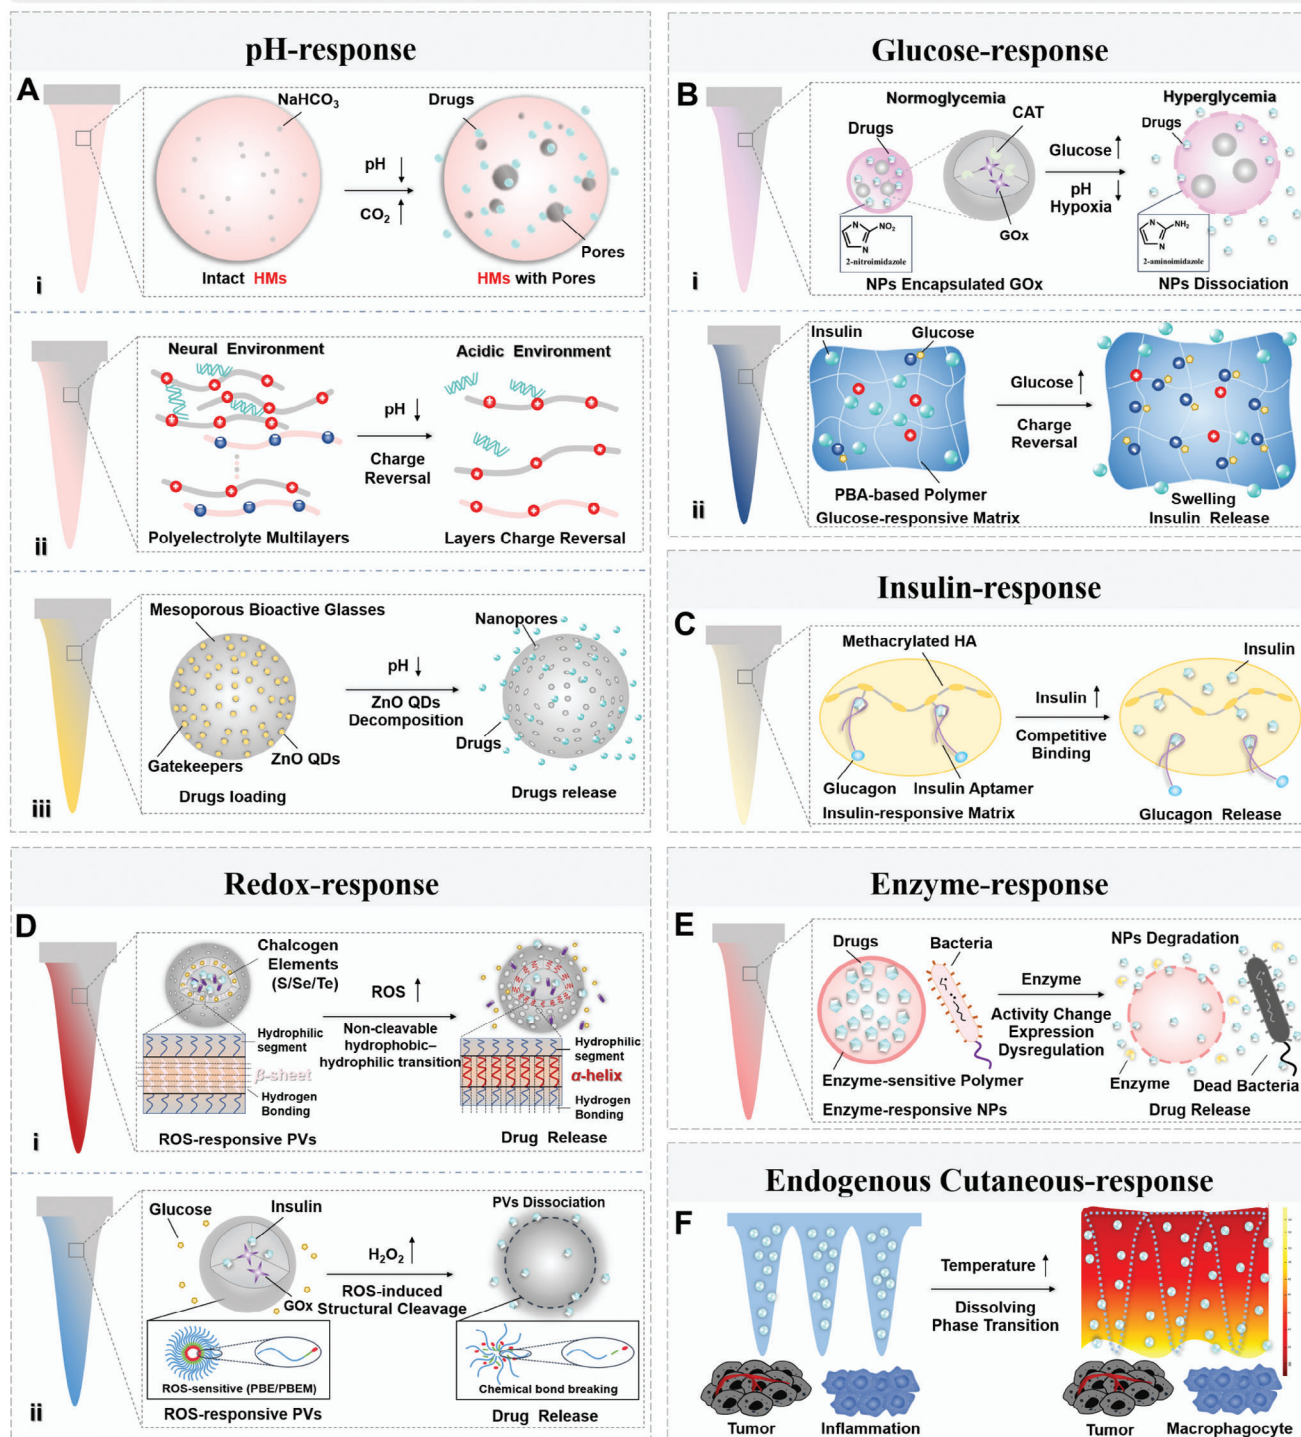 pH-response
A
NaHCO3
Drugs
pH ↓
CO2 ↑
Pores
Intact HMs
HMs with Pores
i
Neural Environment
Acidic Environment
pH ↓
Charge
Reversal
Polyelectrolyte Multilayers
Layers Charge Reversal
ii
Mesoporous Bioactive Glasses
Nanopores
pH ↓
ZnO QDs
Decomposition
Drugs
Gatekeepers
ZnO QDs
Drugs loading
Drugs release
iii
Glucose-response
B
Normoglycemia
Hyperglycemia
CAT
Drugs
Drugs
Glucose ↑
pH ↓
Hypoxia
GOx
N
N
H
NO2
2-nitroimidazole
N
N
H
NH2
2-aminoimidazole
NPs Encapsulated GOx
NPs Dissociation
i
Insulin
Glucose
Glucose ↑
Charge
Reversal
PBA-based Polymer
Glucose-responsive Matrix
Swelling
Insulin Release
ii
Insulin-response
C
Methacrylated HA
Insulin
Insulin ↑
Competitive
Binding
Glucagon
Insulin Aptamer
Insulin-responsive Matrix
Glucagon Release
Redox-response
D
Chalcogen
Elements
(S/Se/Te)
ROS ↑
Non-cleavable
hydrophobic–
hydrophilic transition
Hydrophilic
segment
β-sheet
Hydrogen
Bonding
Hydrophilic
segment
α-helix
Hydrogen
Bonding
ROS-responsive PVs
Drug Release
i
Glucose
Insulin
PVs Dissociation
H2O2 ↑
ROS-induced
Structural Cleavage
GOx
ROS-sensitive (PBE/PBEM)
Chemical bond breaking
ROS-responsive PVs
Drug Release
ii
Enzyme-response
E
Drugs
Bacteria
NPs Degradation
Enzyme
Activity Change
Expression
Dysregulation
Enzyme-sensitive Polymer
Enzyme
Dead Bacteria
Enzyme-responsive NPs
Drug Release
Endogenous Cutaneous-response
F
Temperature ↑
Dissolving
Phase Transition
Tumor
Inflammation
Tumor
Macrophagocyte